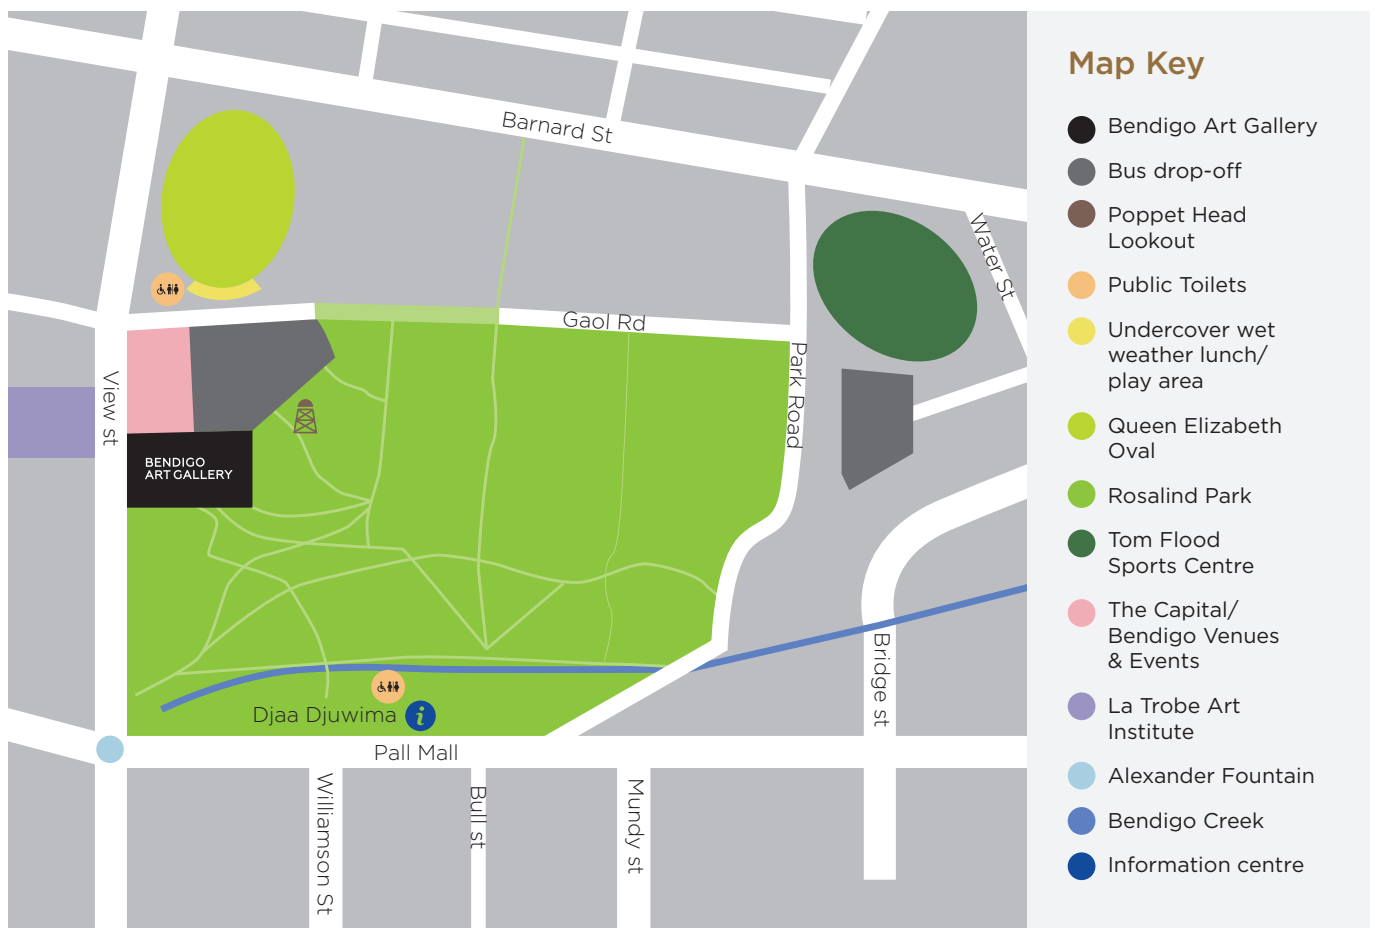 Barnard St
Water St
Gaol Rd
Park Road
View st
BENDIGO
ART GALLERY
Bridge st
Djaa Djuwima
i
Pall Mall
Williamson St
Bull st
Mundy st
Map Key
Bendigo Art Gallery
Bus drop-off
Poppet Head
Lookout
Public Toilets
Undercover wet
weather lunch/
play area
Queen Elizabeth
Oval
Rosalind Park
Tom Flood
Sports Centre
The Capital/
Bendigo Venues
& Events
La Trobe Art
Institute
Alexander Fountain
Bendigo Creek
Information centre